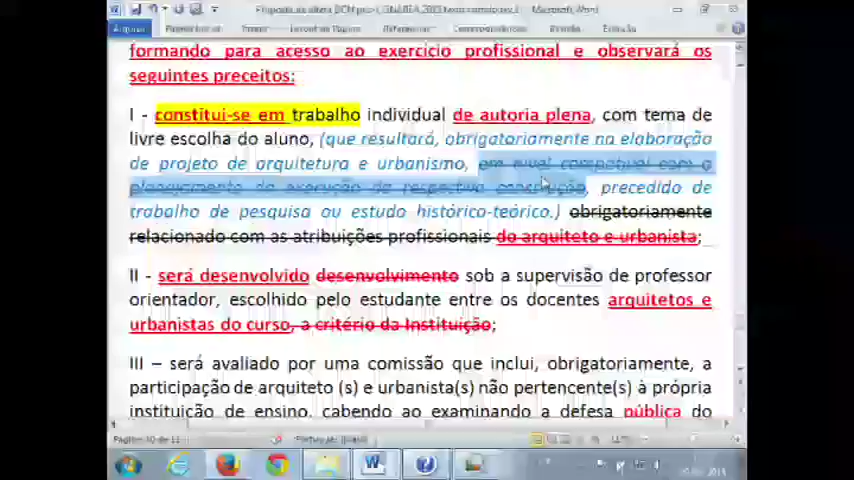 formando para acesso ao exercício profissional e observará os
seguintes preceitos:
I - constitui-se em trabalho individual de autoria plena, com tema de
livre escolha do aluno, (que resultará, obrigatoriamente na elaboração
de projeto de arquitetura e urbanismo, em nível compatível com o
planejamento da execução da respectiva construção, precedido de
trabalho de pesquisa ou estudo histórico-teórico.) obrigatoriamente
relacionado com as atribuições profissionais do arquiteto e urbanista;
II - será desenvolvido desenvolvimento sob a supervisão de professor
orientador, escolhido pelo estudante entre os docentes arquitetos e
urbanistas do curso, a critério da Instituição;
III – será avaliado por uma comissão que inclui, obrigatoriamente, a
participação de arquiteto (s) e urbanista(s) não pertencente(s) à própria
instituição de ensino, cabendo ao examinando a defesa pública do